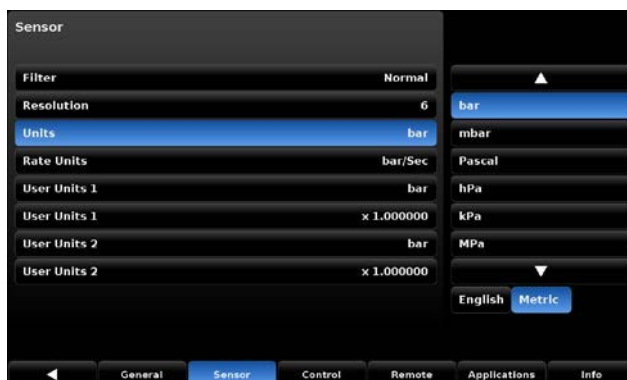 Sensor
Filter Normal
Resolution 6
Units bar
Rate Units bar/Sec
User Units 1 bar
User Units 1 x 1.000000
User Units 2 bar
User Units 2 x 1.000000
bar
mbar
Pascal
hPa
kPa
MPa
English Metric
General Sensor Control Remote Applications Info